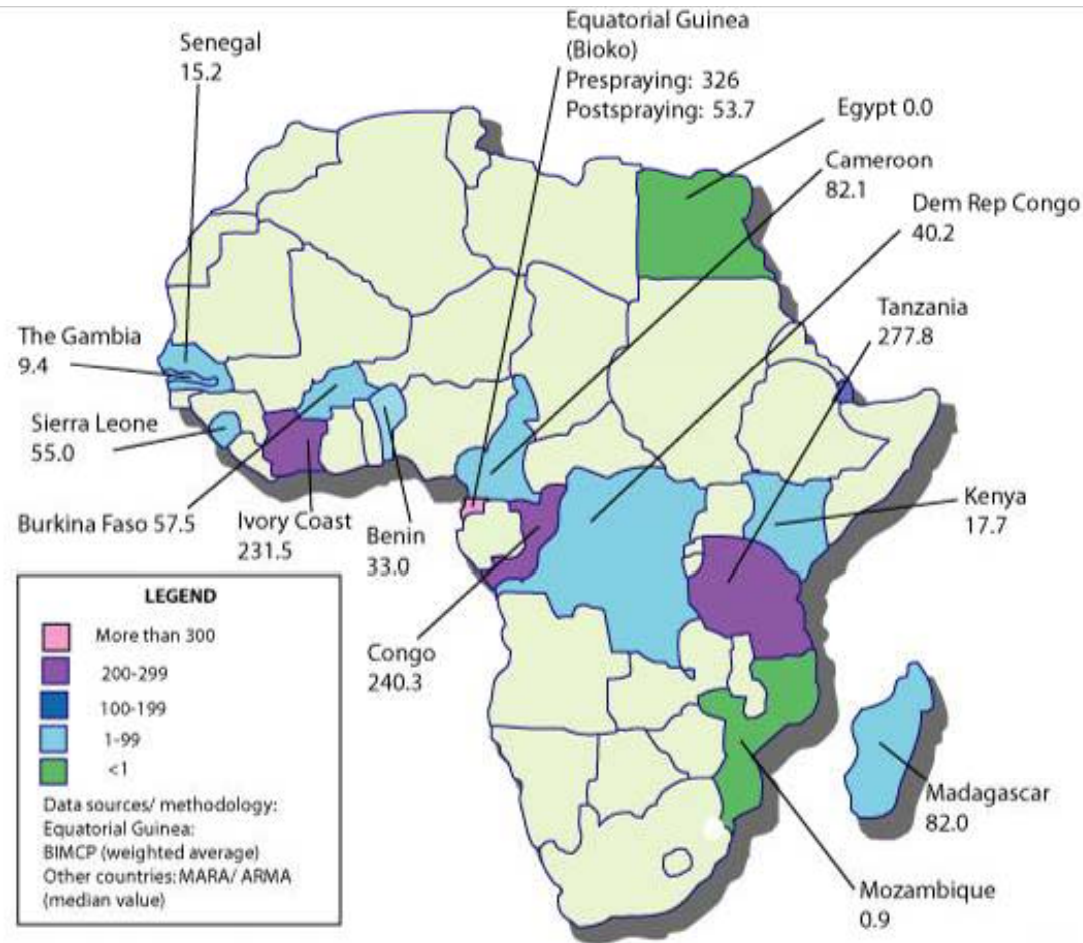 Senegal
15.2
Equatorial Guinea
(Bioko)
Prespraying: 326
Postspraying: 53.7
Egypt 0.0
Cameroon
82.1
Dem Rep Congo
40.2
Tanzania
277.8
The Gambia
9.4
Sierra Leone
55.0
Burkina Faso 57.5
Ivory Coast
231.5
Benin
33.0
Kenya
17.7
Congo
240.3
Madagascar
82.0
Mozambique
0.9
LEGEND
More than 300
200-299
100-199
1-99
<1
Data sources/ methodology:
Equatorial Guinea:
BIMCP (weighted average)
Other countries: MARA/ ARMA
(median value)